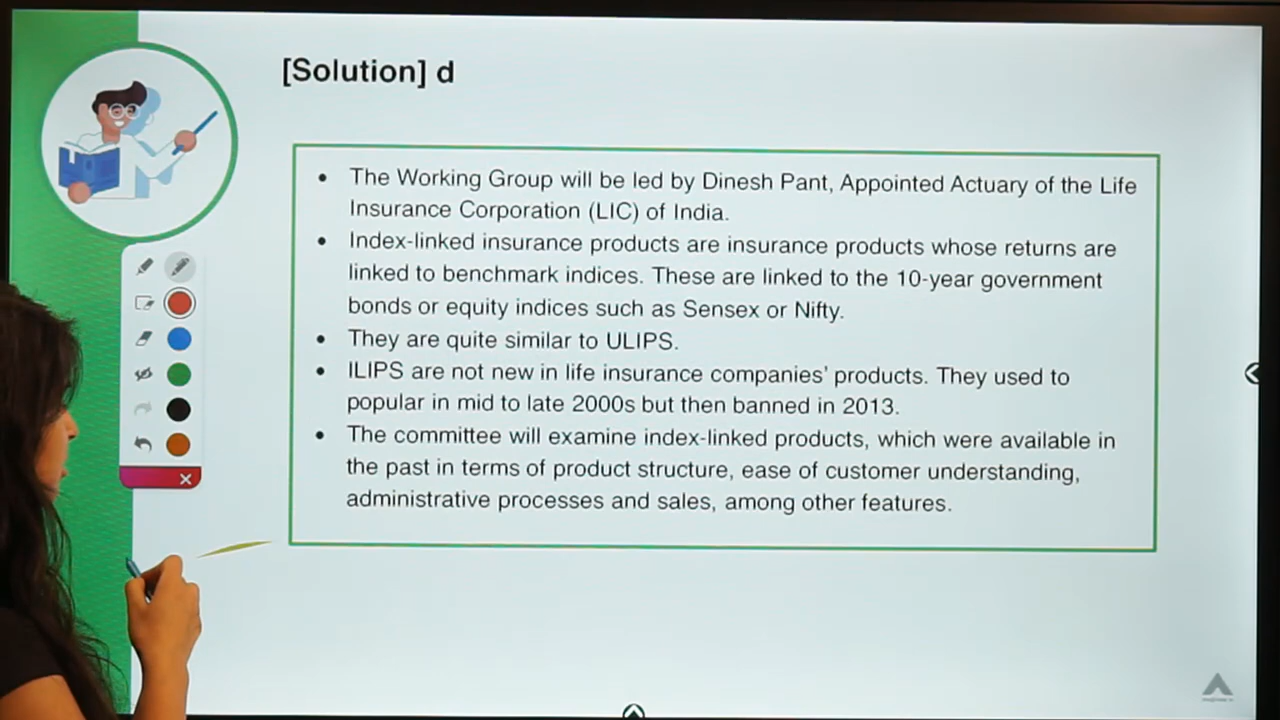 [Solution] d
• The Working Group will be led by Dinesh Pant, Appointed Actuary of the Life
Insurance Corporation (LIC) of India.
• Index-linked insurance products are insurance products whose returns are
linked to benchmark indices. These are linked to the 10-year government
bonds or equity indices such as Sensex or Nifty.
• They are quite similar to ULIPS.
• ILIPS are not new in life insurance companies' products. They used to
popular in mid to late 2000s but then banned in 2013.
• The committee will examine index-linked products, which were available in
the past in terms of product structure, ease of customer understanding,
administrative processes and sales, among other features.